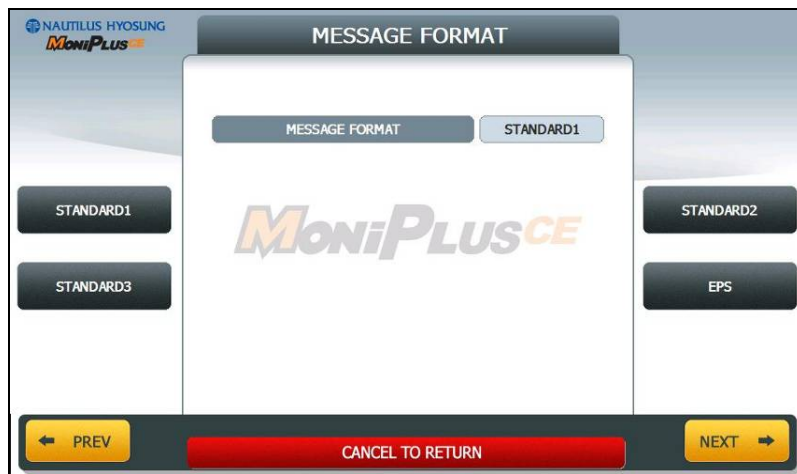 NAUTILUS HYOSUNG
MoniPlusCE
MESSAGE FORMAT
MESSAGE FORMAT STANDARD1
STANDARD1
STANDARD2
MoniPlusCE
STANDARD3
EPS
PREV
CANCEL TO RETURN
NEXT